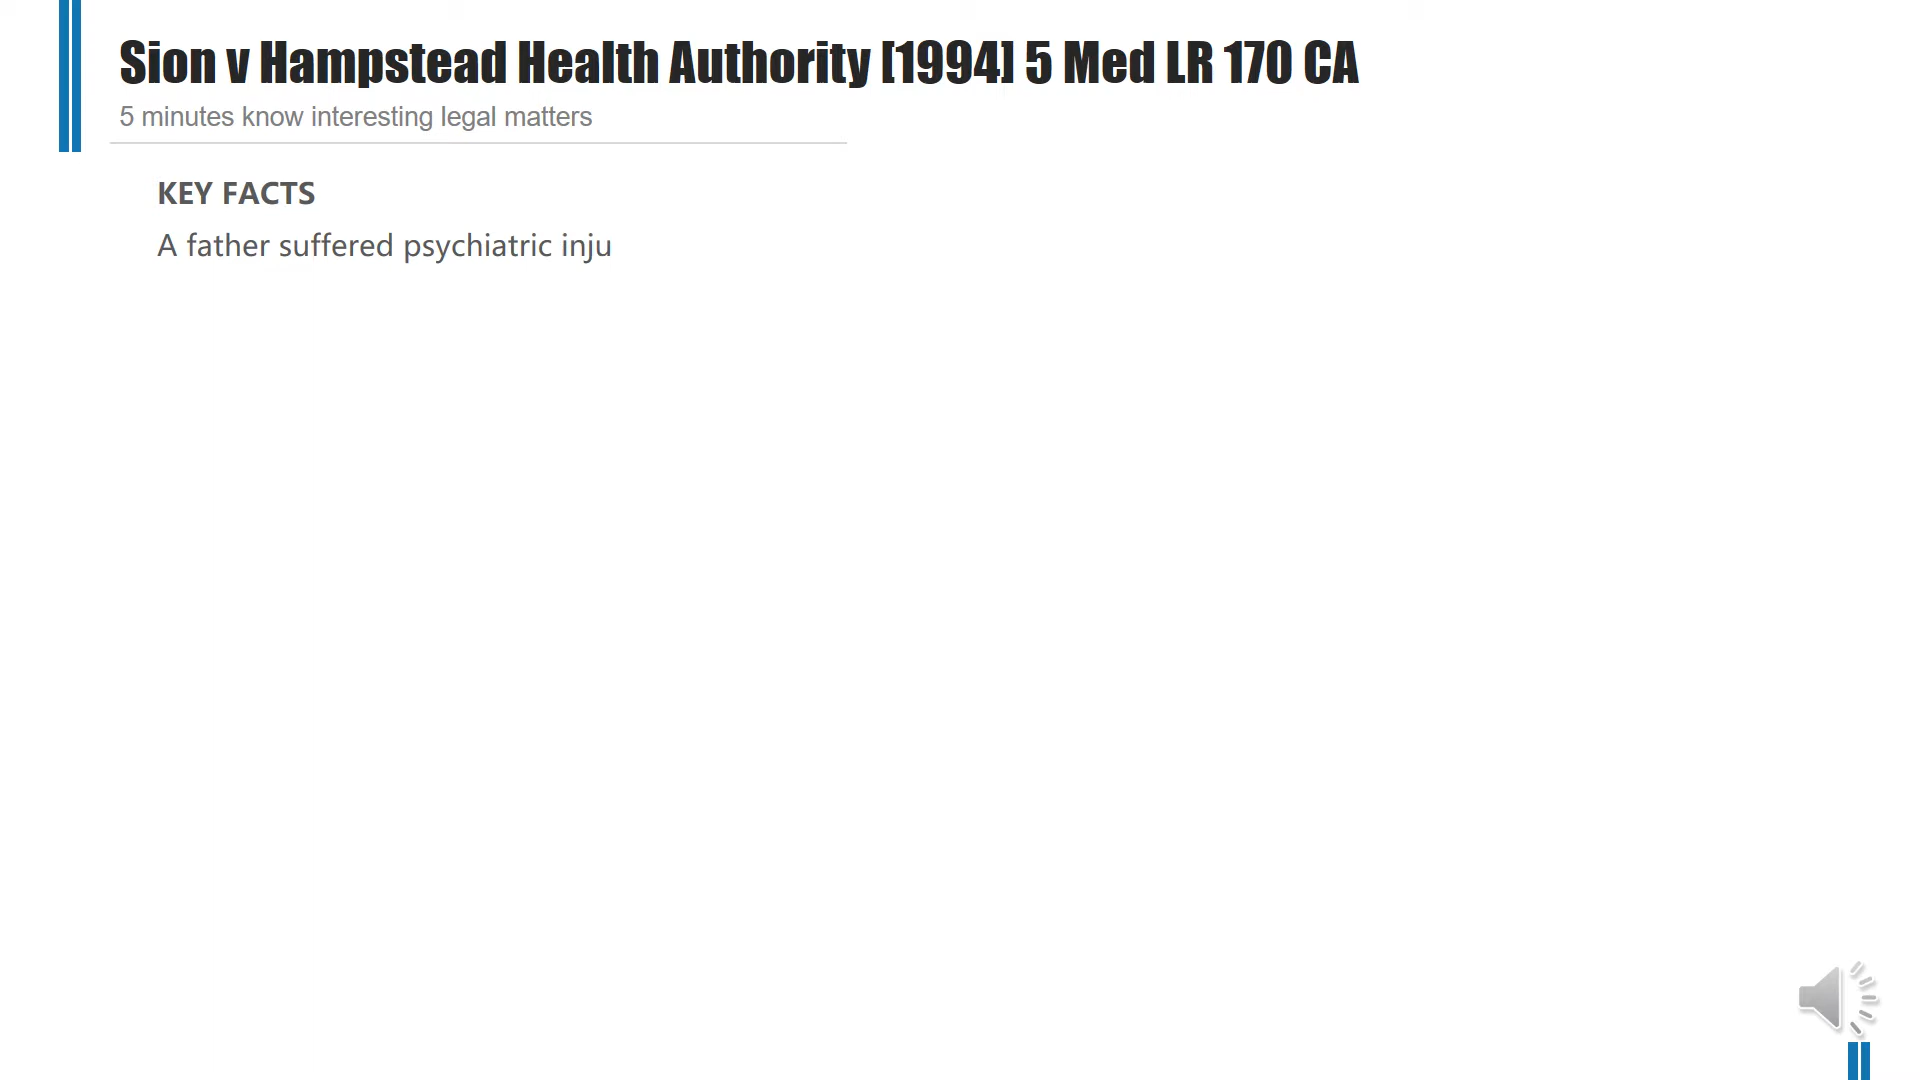 Sion v Hampstead Health Authority [1994] 5 Med LR 170 CA
5 minutes know interesting legal matters
KEY FACTS
A father suffered psychiatric inju